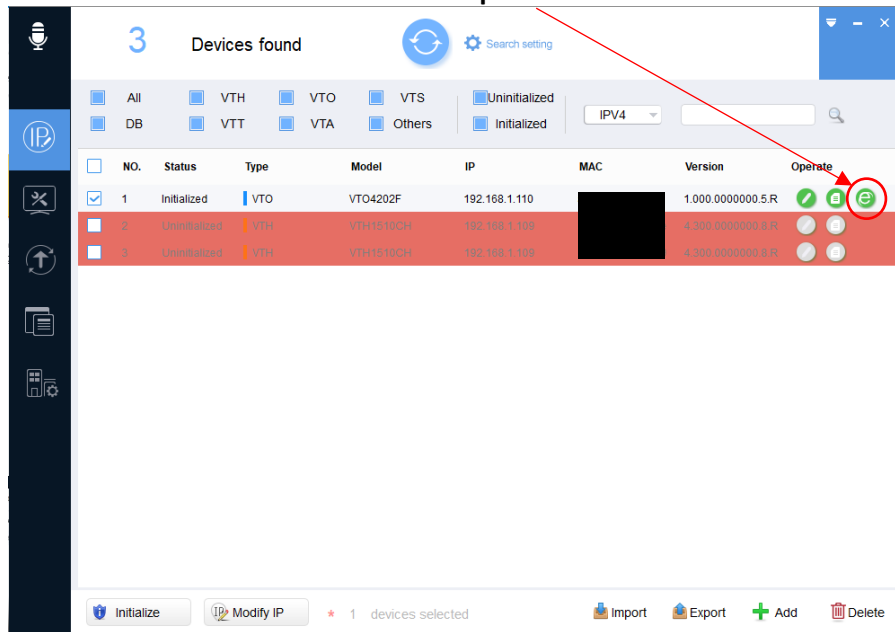 3 Devices found Search setting
All VTH VTO VTS Uninitialized
DB VTT VTA Others Initialized
IPV4
NO. Status Type Model IP MAC Version Operate
1 Initialized VTO VTO4202F 192.168.1.110 1.000.0000000.5.R
2 Uninitialized VTH VTH1510CH 192.168.1.109 4.300.0000000.8.R
3 Uninitialized VTH VTH1510CH 192.168.1.109 4.300.0000000.8.R
Initialize Modify IP * 1 devices selected Import Export Add Delete